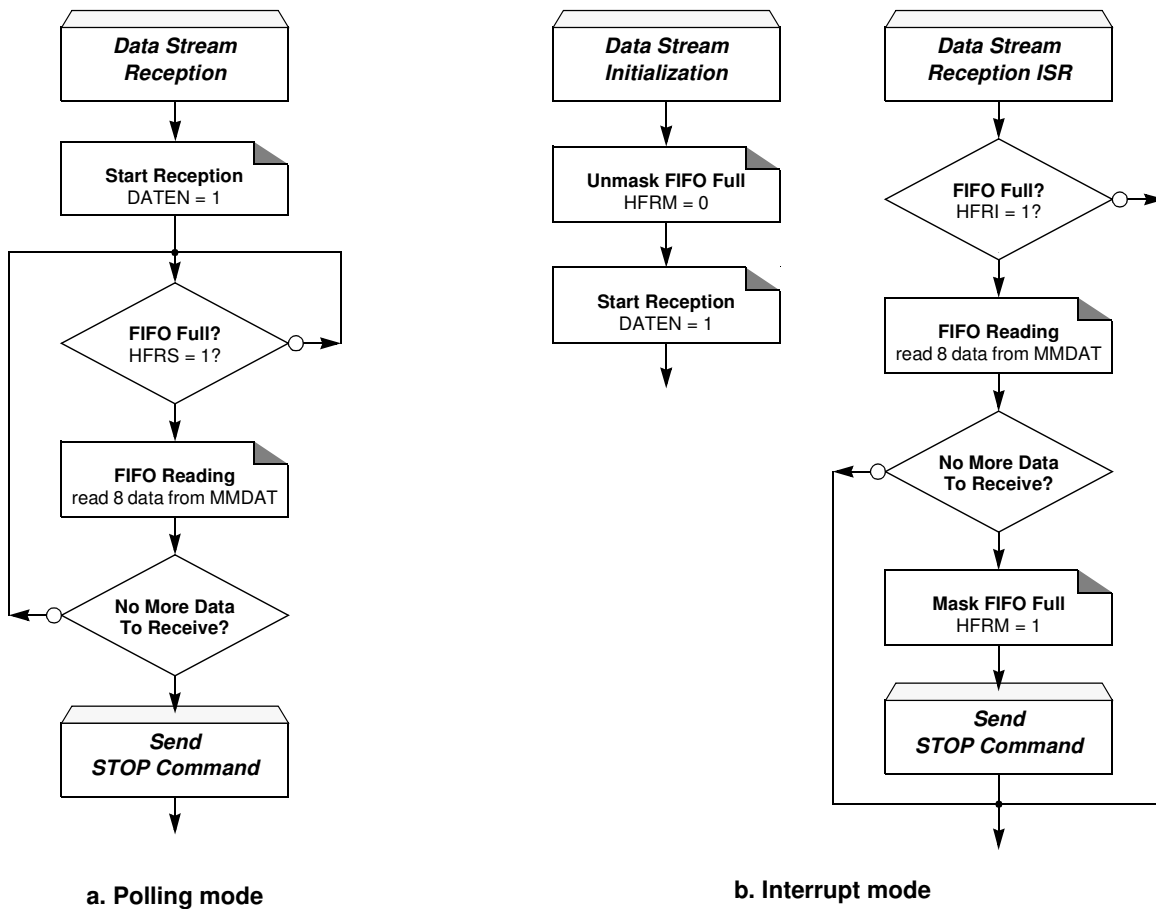 Data Stream
Reception
Start Reception
DATEN = 1
FIFO Full?
HFRS = 1?
FIFO Reading
read 8 data from MMDAT
No More Data
To Receive?
Send
STOP Command
a. Polling mode
Data Stream
Initialization
Unmask FIFO Full
HFRM = 0
Start Reception
DATEN = 1
Data Stream
Reception ISR
FIFO Full?
HFRI = 1?
FIFO Reading
read 8 data from MMDAT
No More Data
To Receive?
Mask FIFO Full
HFRM = 1
Send
STOP Command
b. Interrupt mode